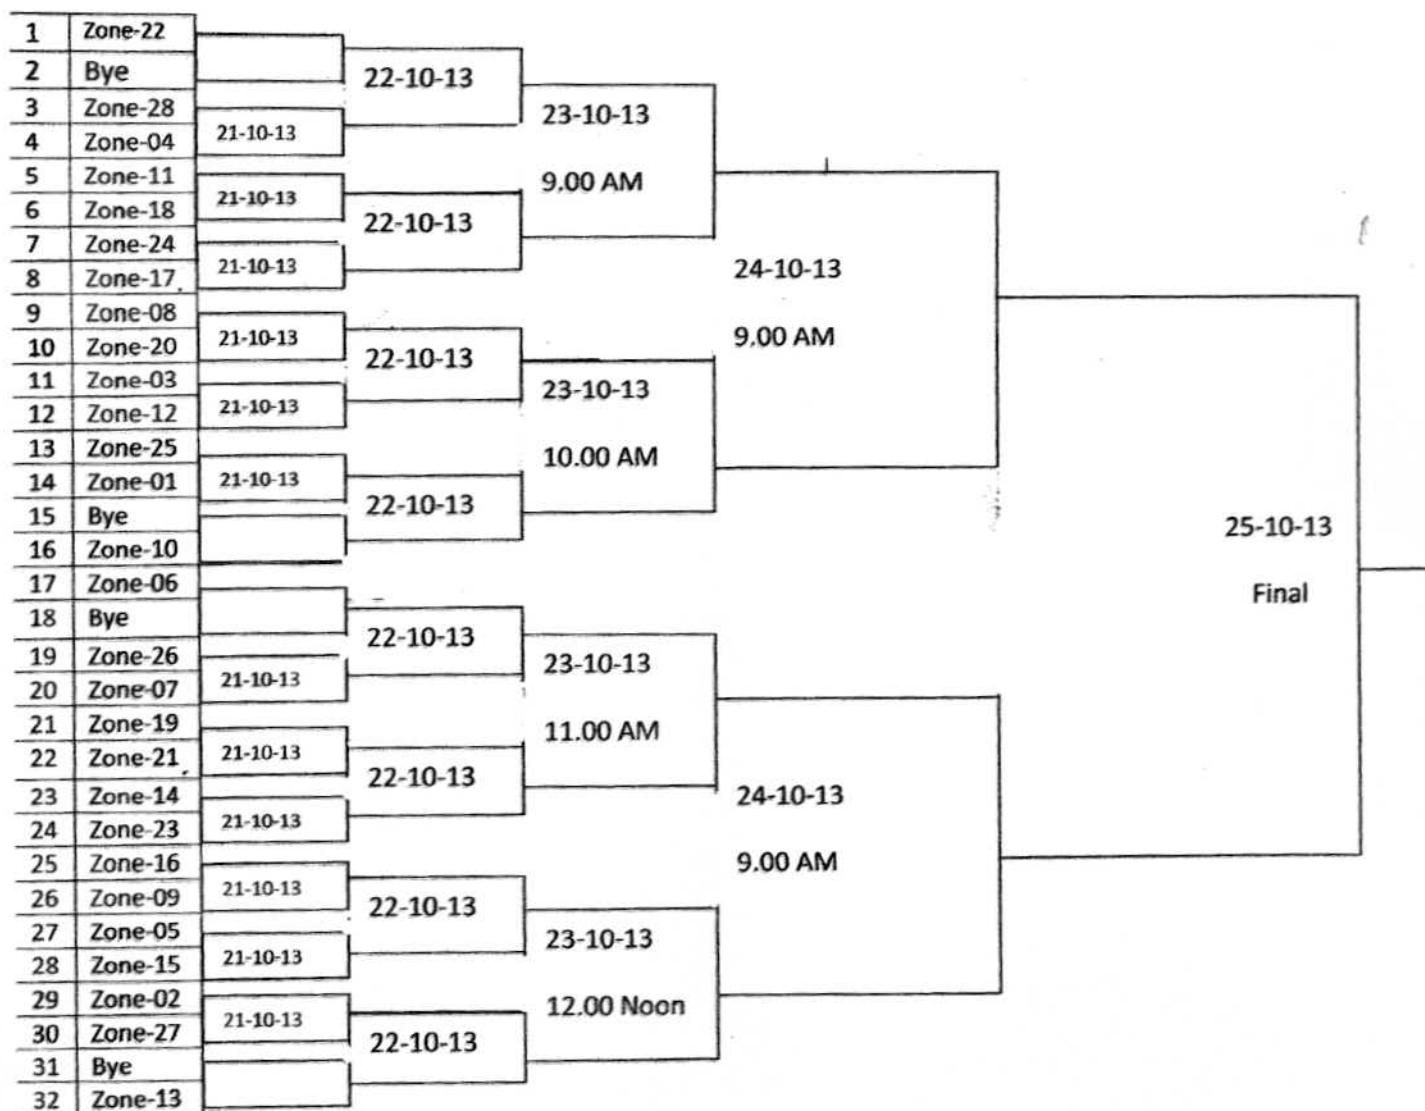 1 Zone-22
2 Bye
3 Zone-28
4 Zone-04
5 Zone-11
6 Zone-18
7 Zone-24
8 Zone-17
9 Zone-08
10 Zone-20
11 Zone-03
12 Zone-12
13 Zone-25
14 Zone-01
15 Bye
16 Zone-10
17 Zone-06
18 Bye
19 Zone-26
20 Zone-07
21 Zone-19
22 Zone-21
23 Zone-14
24 Zone-23
25 Zone-16
26 Zone-09
27 Zone-05
28 Zone-15
29 Zone-02
30 Zone-27
31 Bye
32 Zone-13
21-10-13
21-10-13
21-10-13
21-10-13
21-10-13
21-10-13
21-10-13
21-10-13
21-10-13
21-10-13
21-10-13
21-10-13
22-10-13
22-10-13
22-10-13
22-10-13
22-10-13
22-10-13
22-10-13
22-10-13
23-10-13
9.00 AM
23-10-13
10.00 AM
23-10-13
11.00 AM
23-10-13
12.00 Noon
24-10-13
9.00 AM
24-10-13
9.00 AM
25-10-13
Final